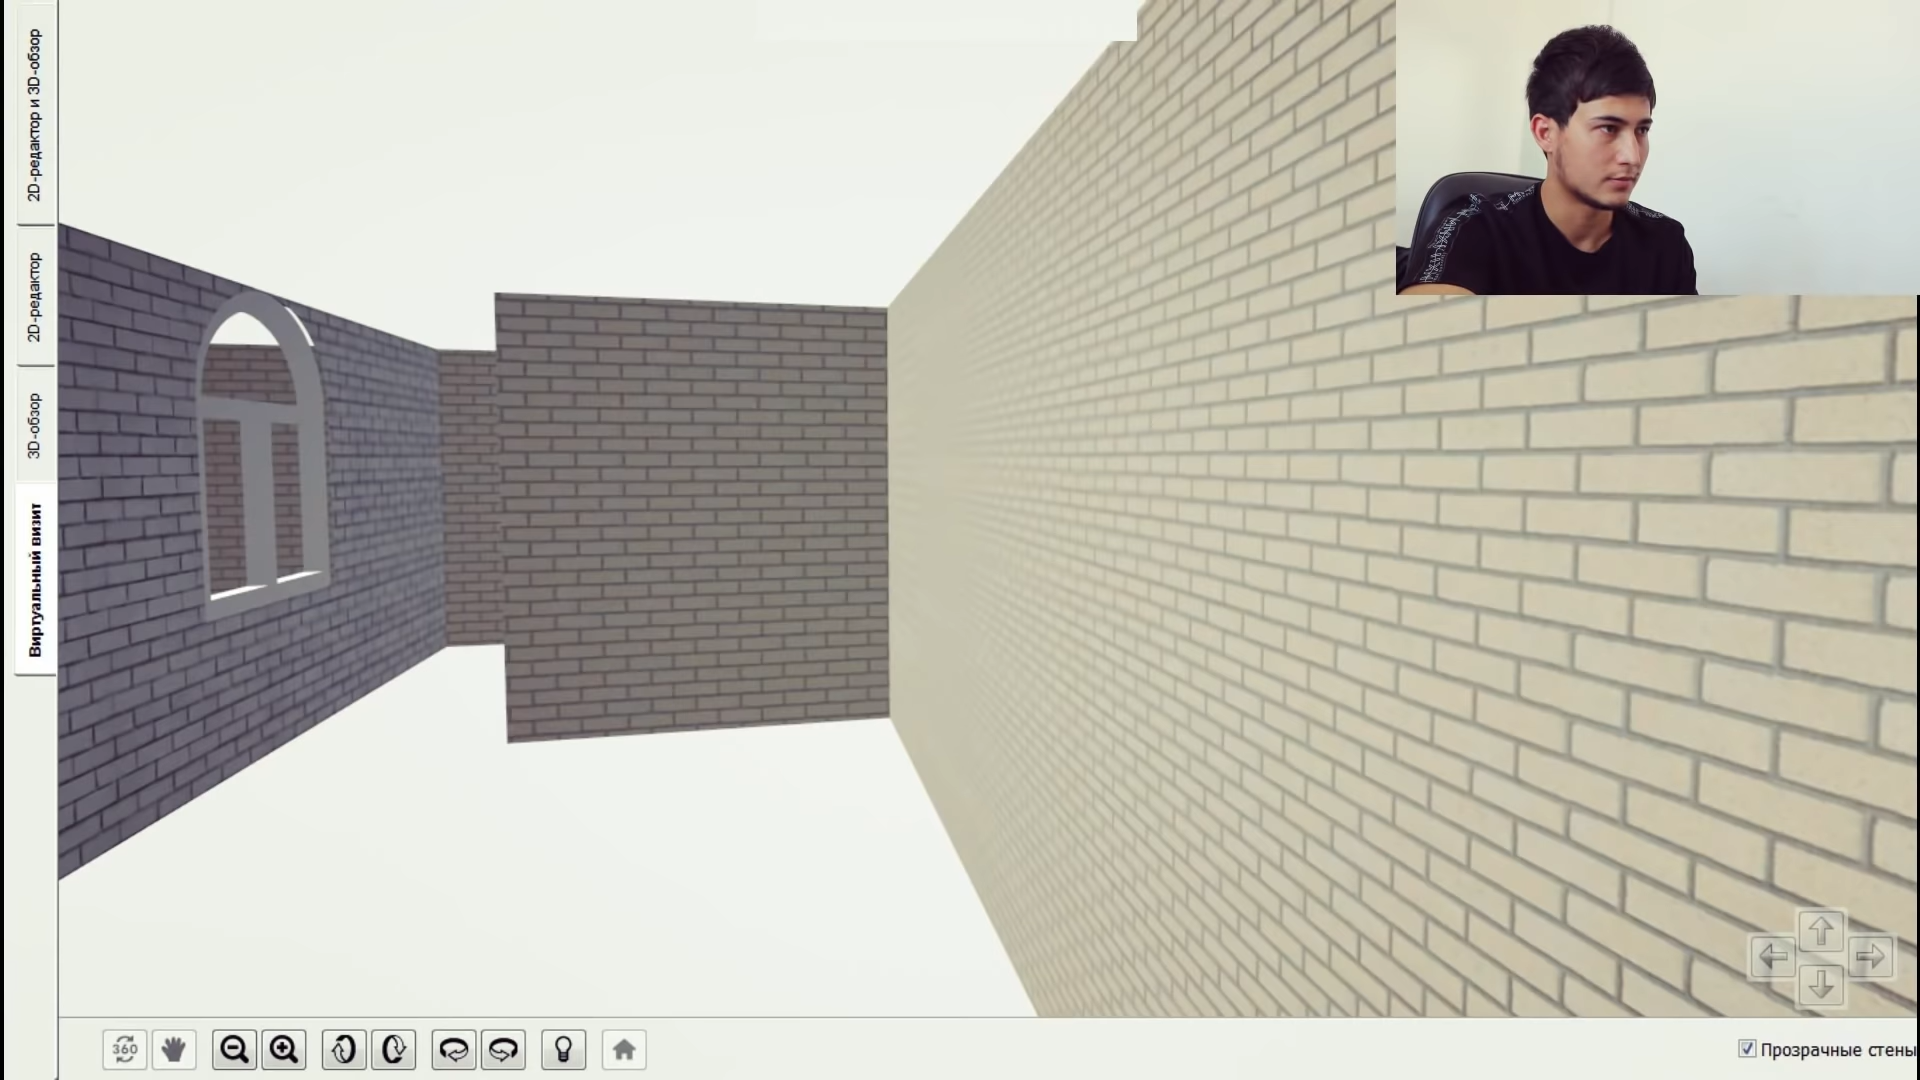 2D-редактор и 3D-обзор
2D-редактор
3D-обзор
Виртуальный визит
360
Прозрачные стены